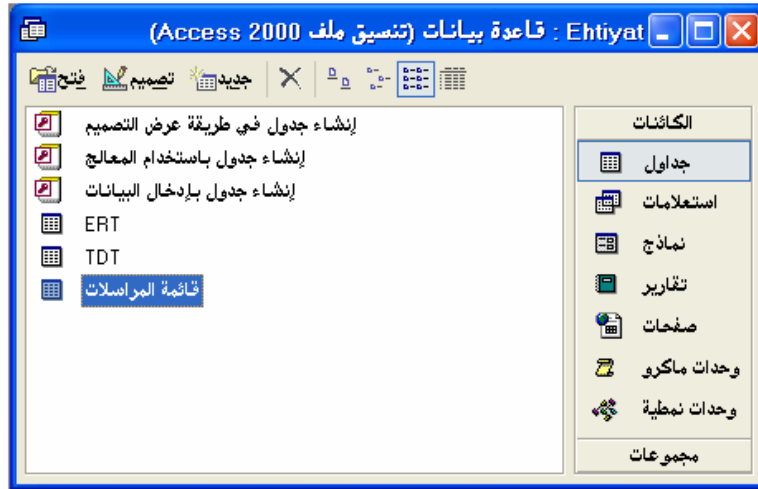 Ehtiyat : قاعدة بيانات (تنسيق ملف Access 2000)
فتح تصميم جديد
الكائنات
جداول
استعلامات
نماذج
تقارير
صفحات
وحدات ماكرو
وحدات نمطية
مجموعات
إنشاء جدول في طريقة عرض التصميم
إنشاء جدول باستخدام المعالج
إنشاء جدول بإدخال البيانات
ERT
TDT
قائمة المراسلات